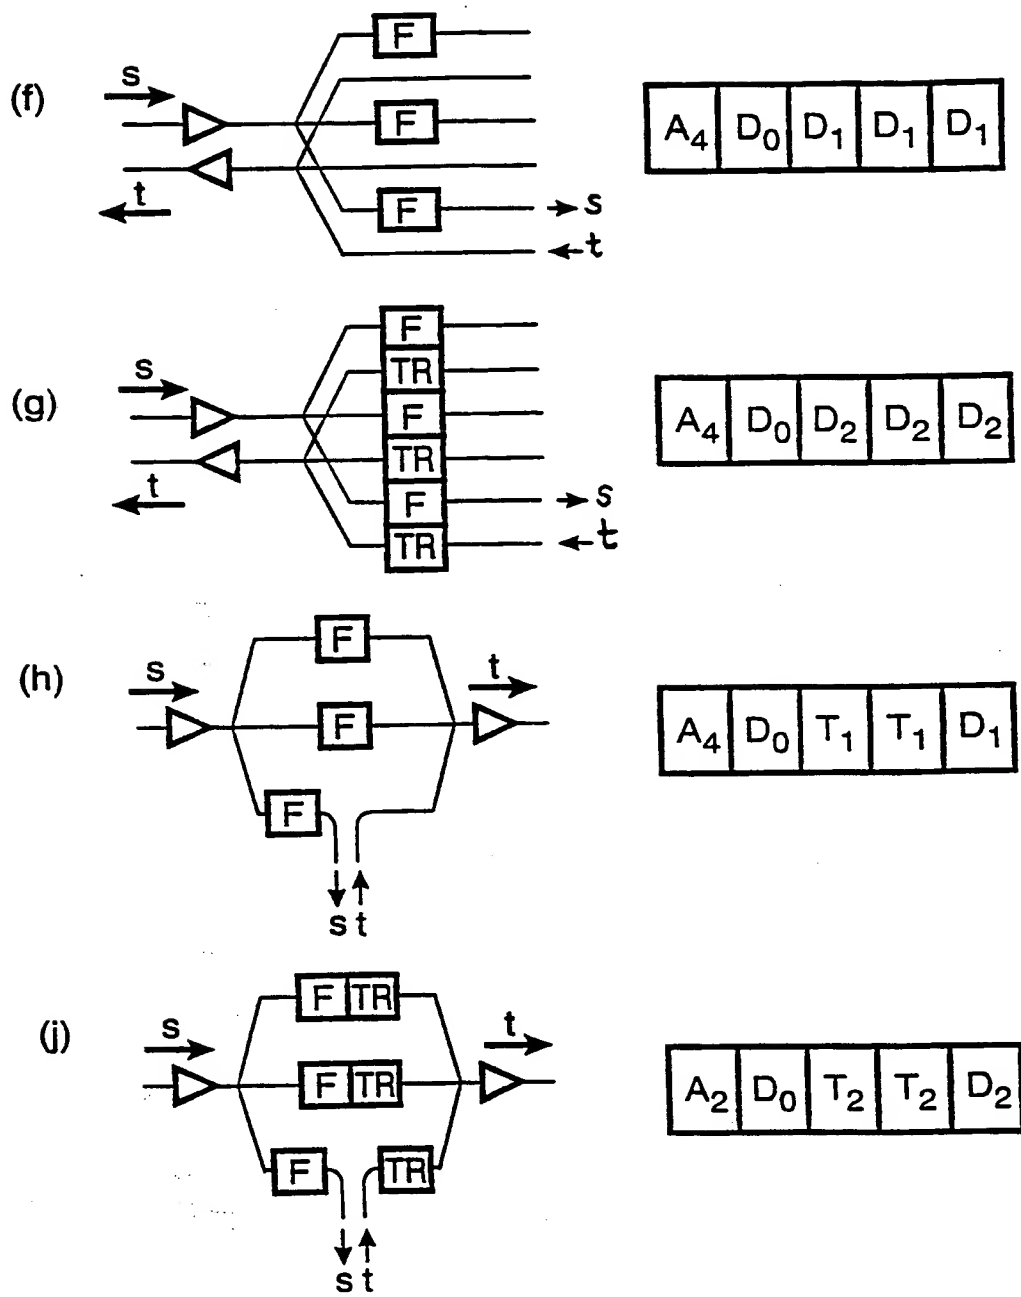 F
(f) s
F
A4 D0 D1 D1 D1
t
F s
t
F
s TR
(g) F
A4 D0 D2 D2 D2
TR
t F s
TR t
F
(h) s t
F
A4 D0 T1 T1 D1
F
s t
F TR
(j) s t
F TR
A2 D0 T2 T2 D2
F TR
s t